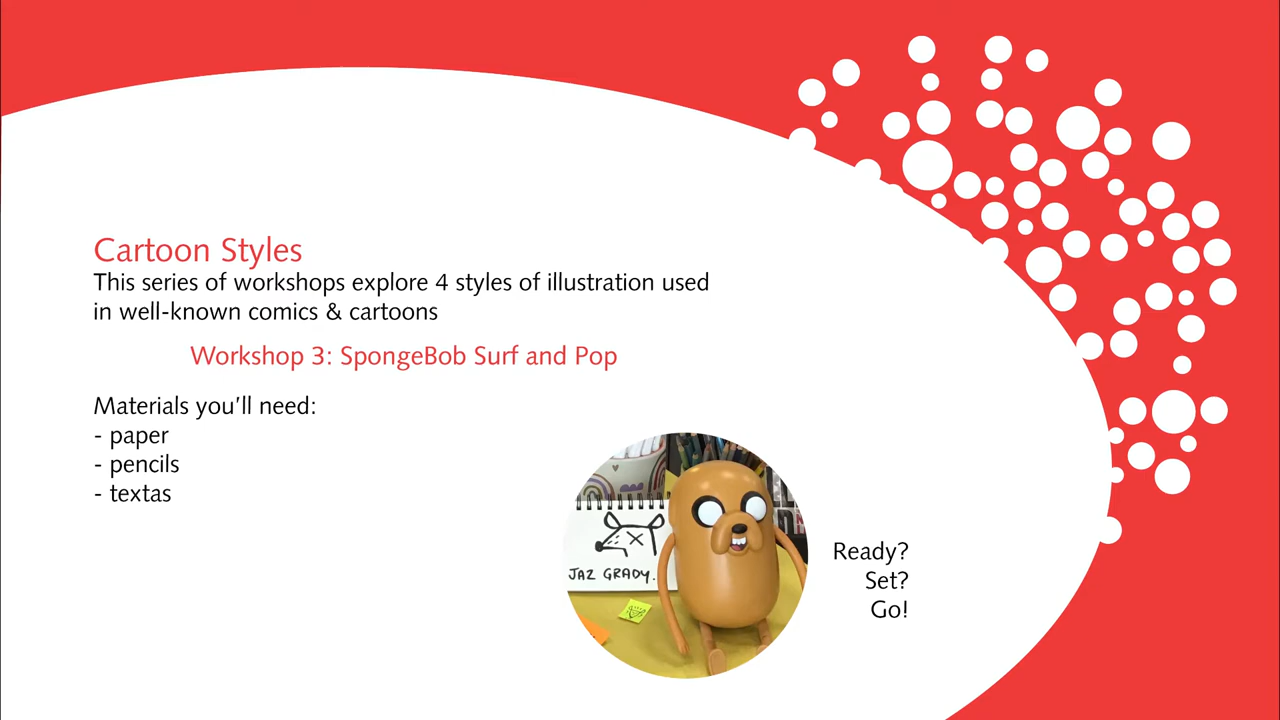 Cartoon Styles
This series of workshops explore 4 styles of illustration used
in well-known comics & cartoons
Workshop 3: SpongeBob Surf and Pop
Materials you'll need:
- paper
- pencils
- textas
JAZ GRADY.
Ready?
Set?
Go!